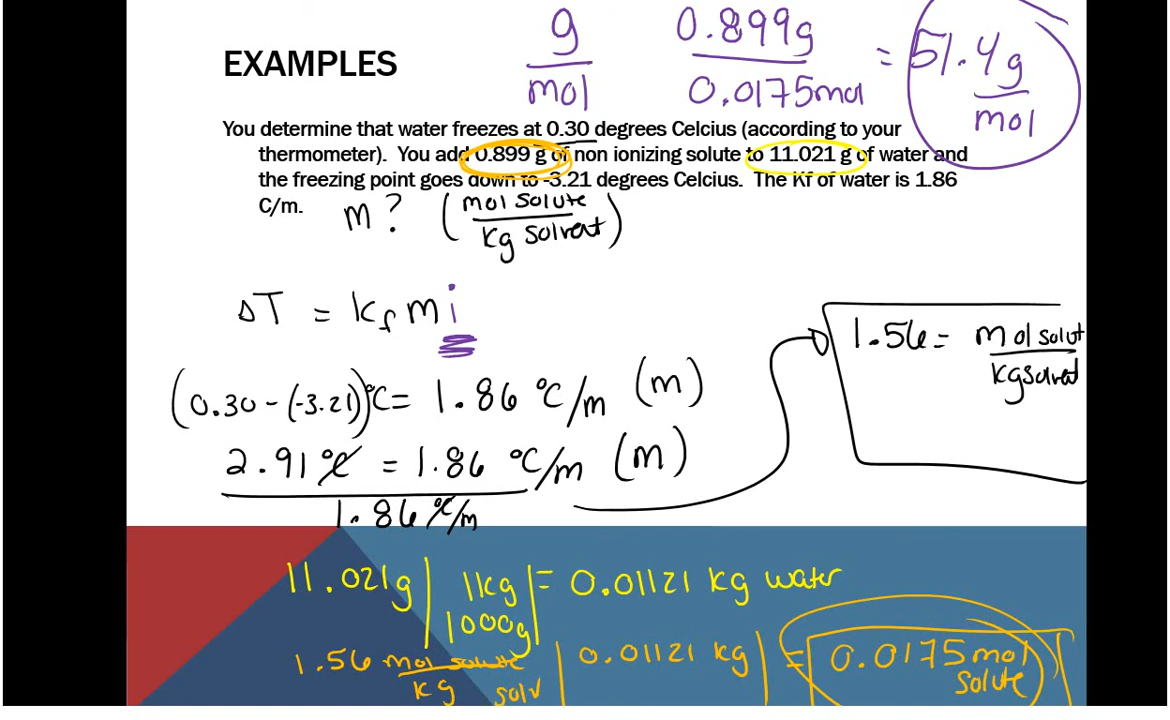 g 0.899g
EXAMPLES = 51.4 g
mol 0.0175mol mol
You determine that water freezes at 0.30 degrees Celcius (according to your
thermometer). You add 0.899 g of non ionizing solute to 11.021 g of water and
the freezing point goes down to -3.21 degrees Celcius. The Kf of water is 1.86
C/m.
m? (mol solute
kg solvent)
ΔT = kf m i
1.56 = mol solut
kg solvent
(0.30 - (-3.21))°C = 1.86 °C/m (m)
2.91°C = 1.86 °C/m (m)
1.86°C/m
11.021g | 1kg | = 0.01121 kg water
1000g
1.56 mol solute | 0.01121 kg | = 0.0175 mol
kg solv solute